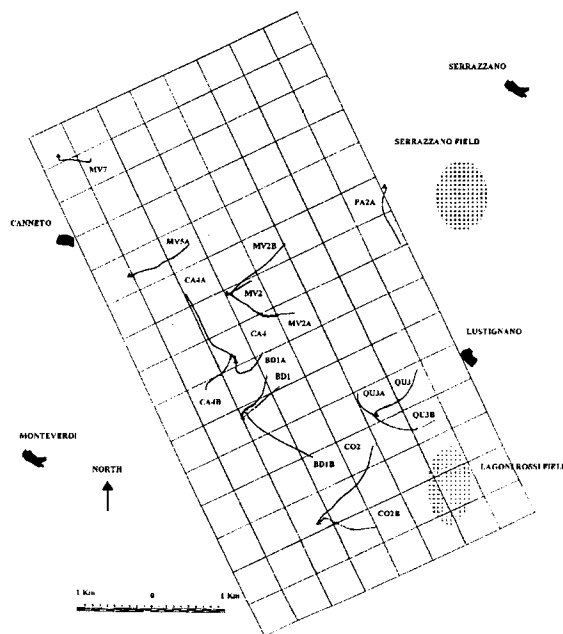 SERRAZZANO
SERRAZZANO FIELD
MV7
PA2A
CANNETO
MV5A
MV2B
CA4A
MV2
CA4
MV2A
LUSTIGNANO
BD1A
BD1
QU3A
QU3
CA4B
QU3B
MONTEVERDI
CO2
BD1B
NORTH
LAGONI ROSSI FIELD
CO2B
1 Km 0 1 Km